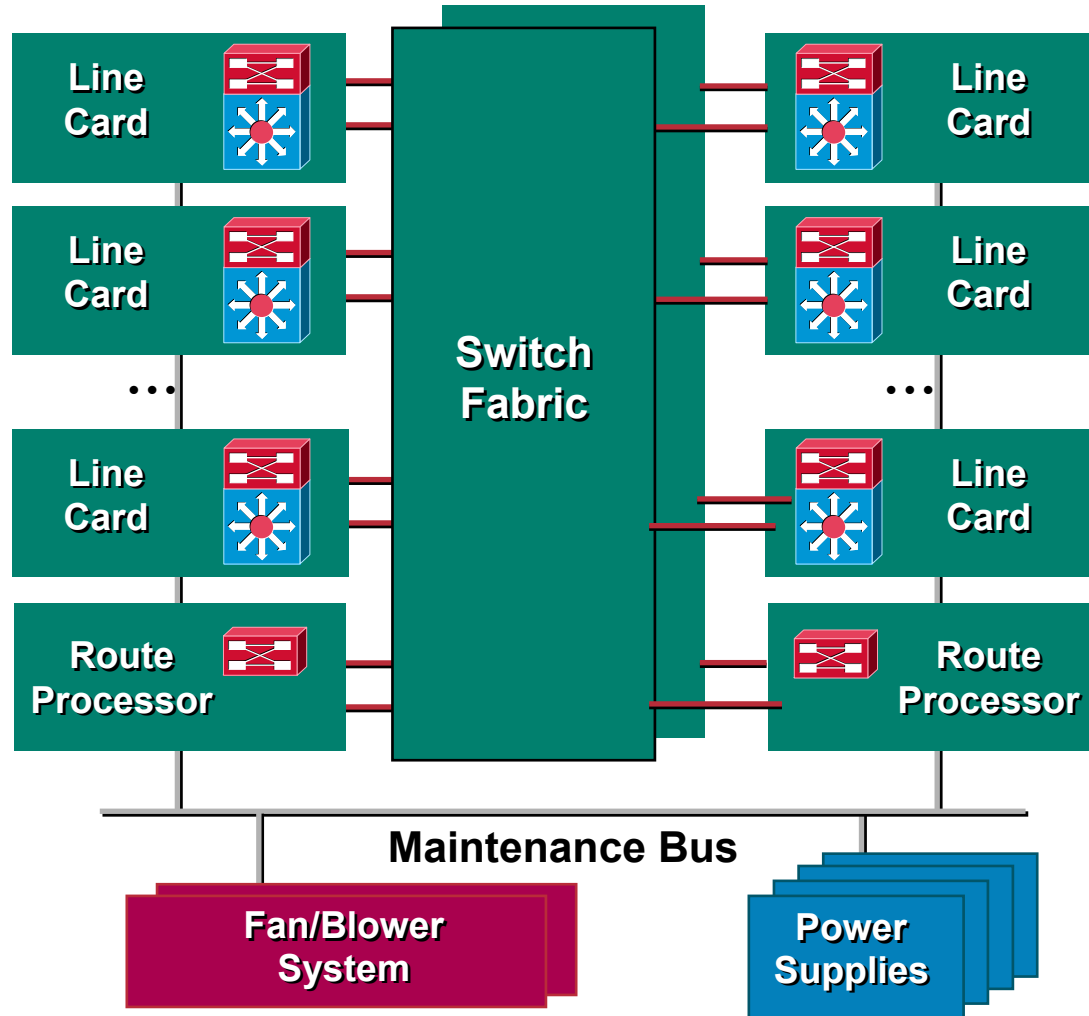 Line
Card
Line
Card
Line
Card
Line
Card
Switch
Fabric
...
...
Line
Card
Line
Card
Route
Processor
Route
Processor
Maintenance Bus
Fan/Blower
System
Power
Supplies